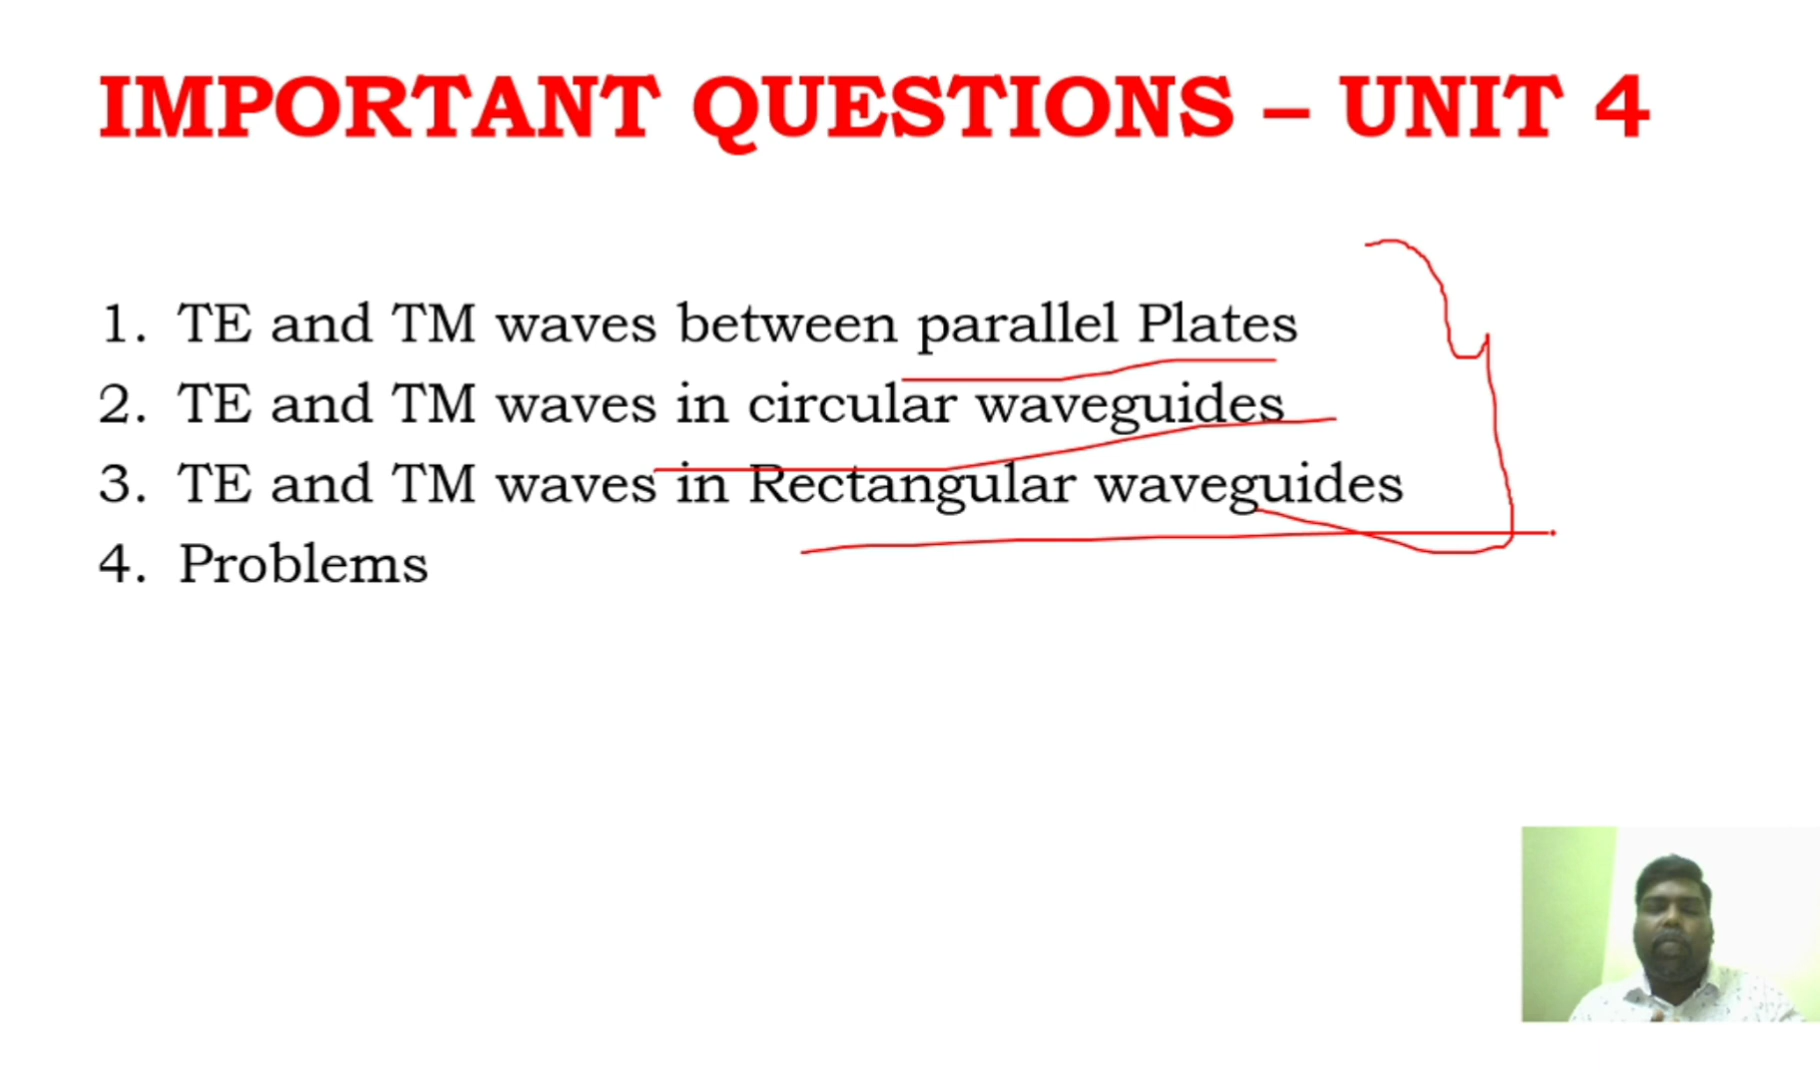 IMPORTANT QUESTIONS – UNIT 4
1. TE and TM waves between parallel Plates
2. TE and TM waves in circular waveguides
3. TE and TM waves in Rectangular waveguides
4. Problems